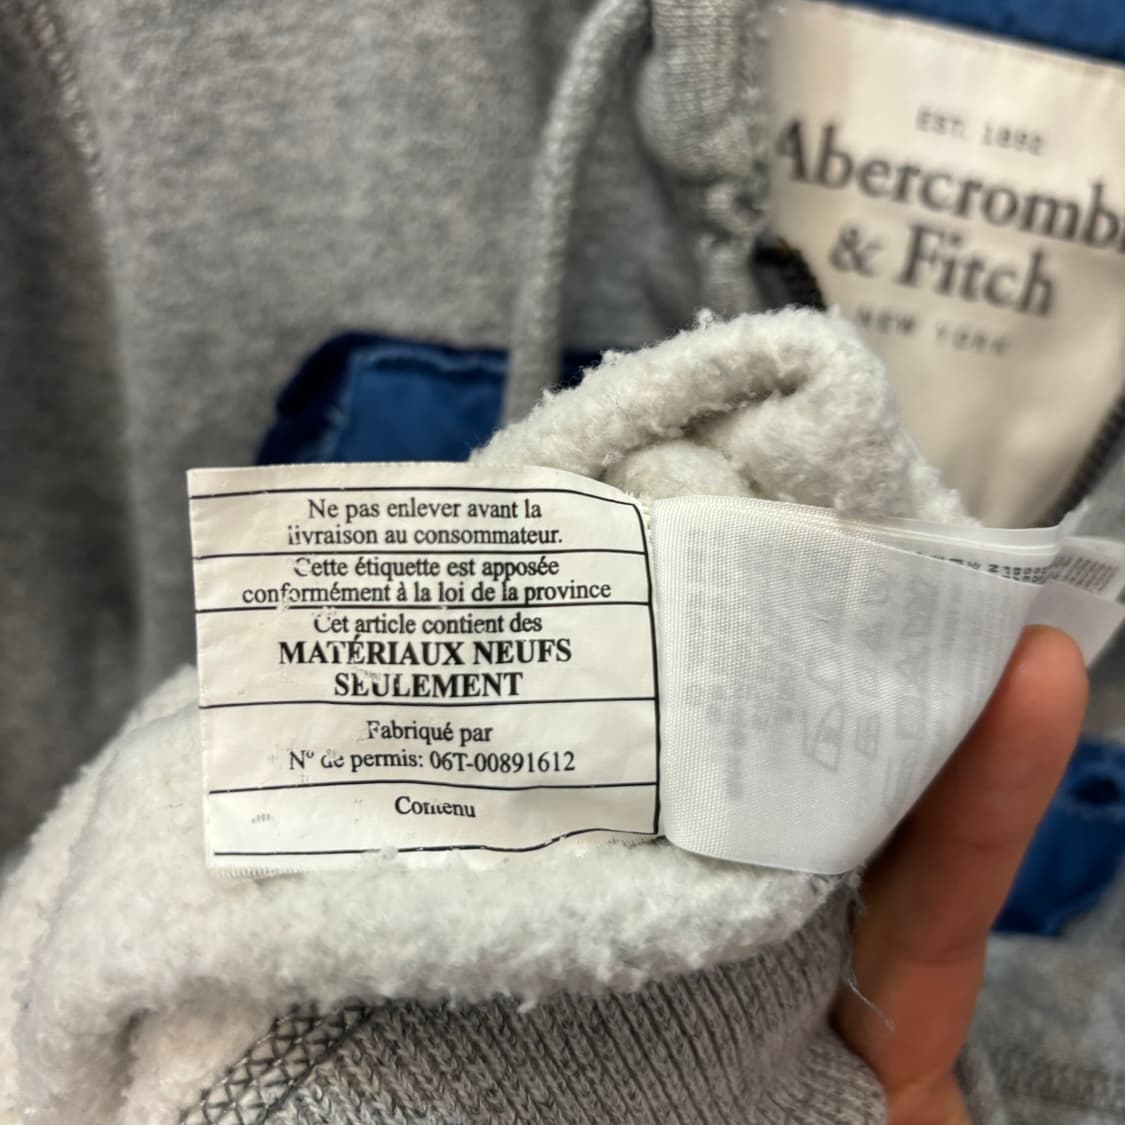 EST. 1892
Abercromb
& Fitch
NEW YORK
Ne pas enlever avant la
livraison au consommateur.
Cette étiquette est apposée
conformément à la loi de la province
Cet article contient des
MATÉRIAUX NEUFS
SEULEMENT
Fabriqué par
Nº de permis: 06T-00891612
Contenu